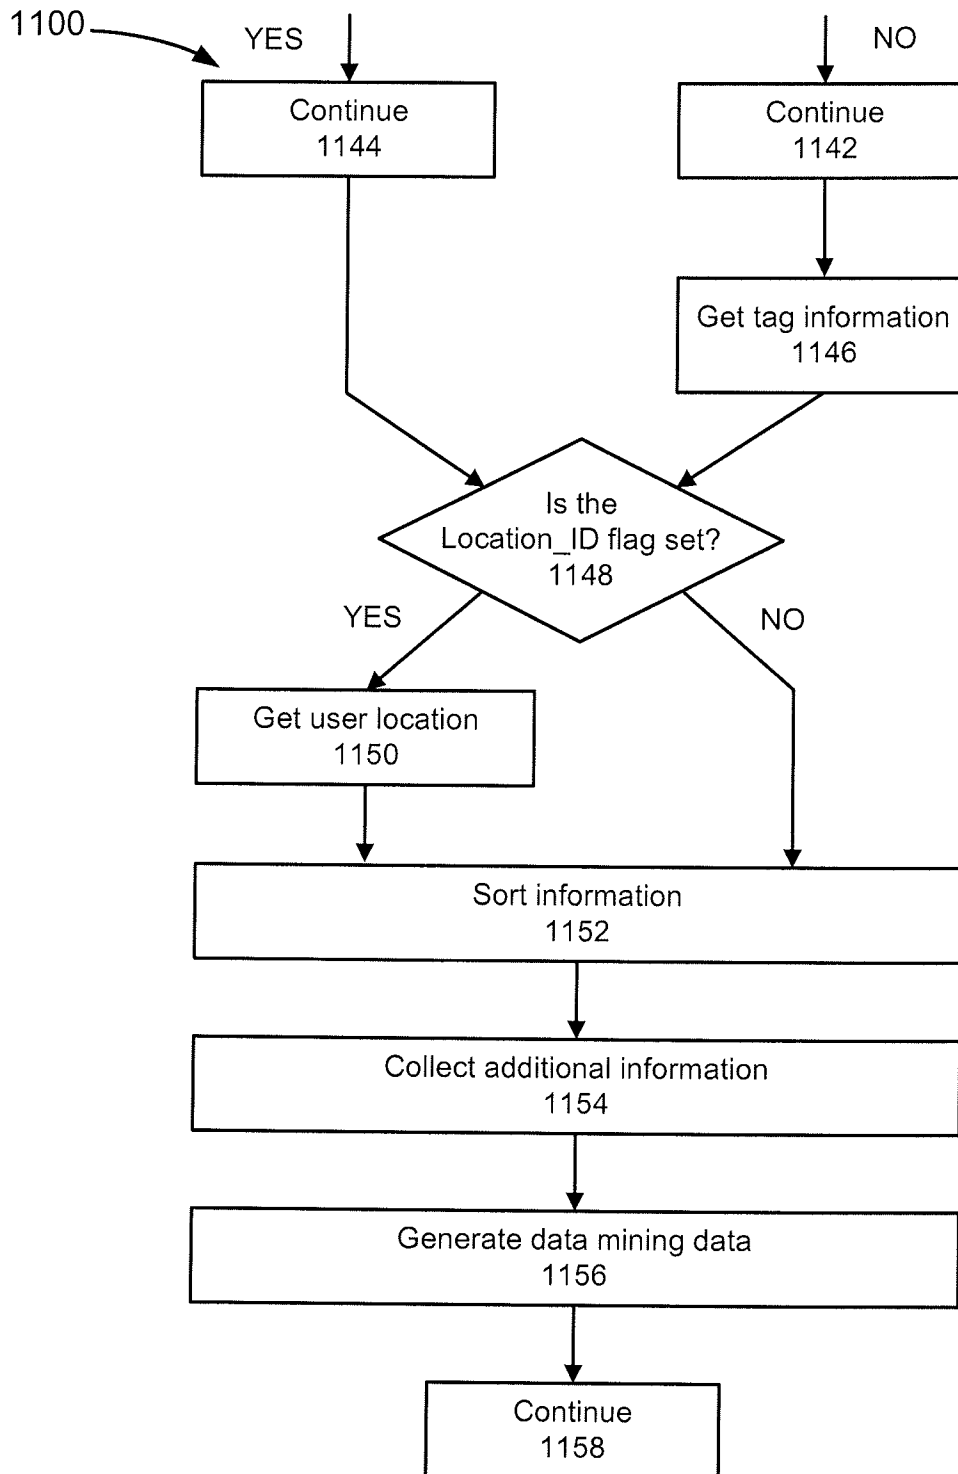 1100
YES
NO
Continue
1144
Continue
1142
Get tag information
1146
Is the
Location_ID flag set?
1148
YES
NO
Get user location
1150
Sort information
1152
Collect additional information
1154
Generate data mining data
1156
Continue
1158